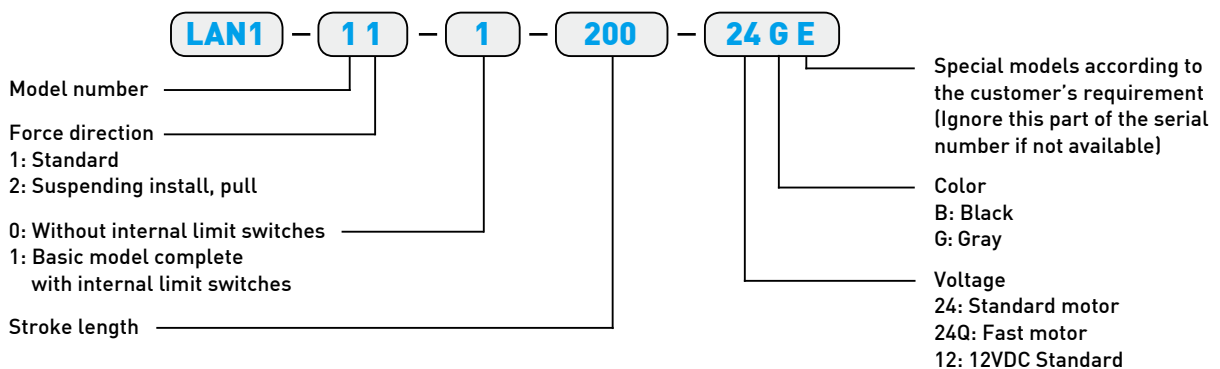 LAN1 – 1 1 – 1 – 200 – 24 G E
Model number
Force direction
1: Standard
2: Suspending install, pull
0: Without internal limit switches
1: Basic model complete
with internal limit switches
Stroke length
Special models according to
the customer’s requirement
(Ignore this part of the serial
number if not available)
Color
B: Black
G: Gray
Voltage
24: Standard motor
24Q: Fast motor
12: 12VDC Standard